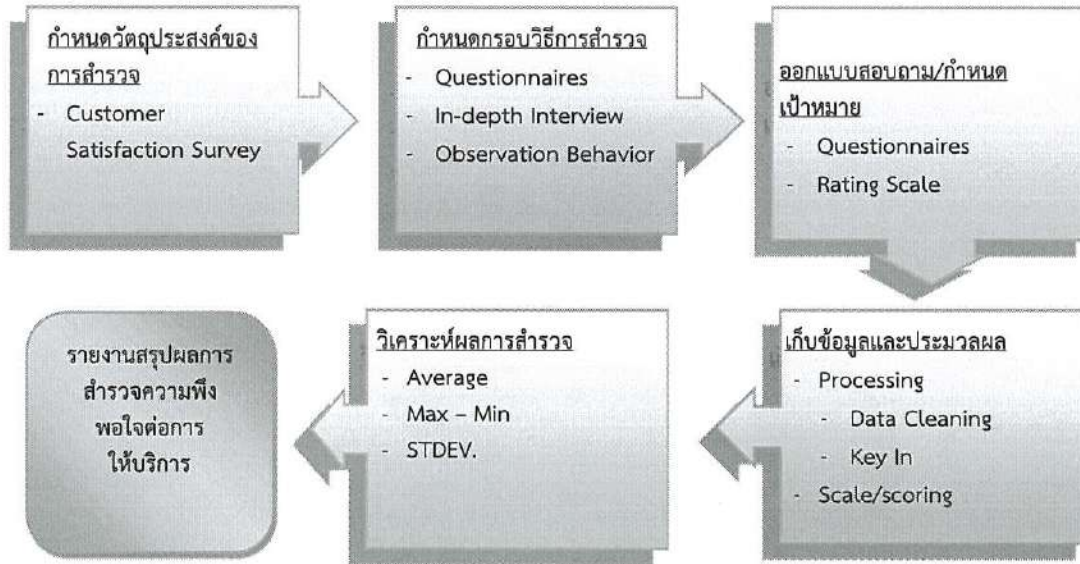 กำหนดวัตถุประสงค์ของ
การสำรวจ
- Customer
Satisfaction Survey
กำหนดกรอบวิธีการสำรวจ
- Questionnaires
- In-depth Interview
- Observation Behavior
ออกแบบสอบถาม/กำหนด
เป้าหมาย
- Questionnaires
- Rating Scale
เก็บข้อมูลและประมวลผล
- Processing
- Data Cleaning
- Key In
- Scale/scoring
วิเคราะห์ผลการสำรวจ
- Average
- Max – Min
- STDEV.
รายงานสรุปผลการ
สำรวจความพึง
พอใจต่อการ
ให้บริการ